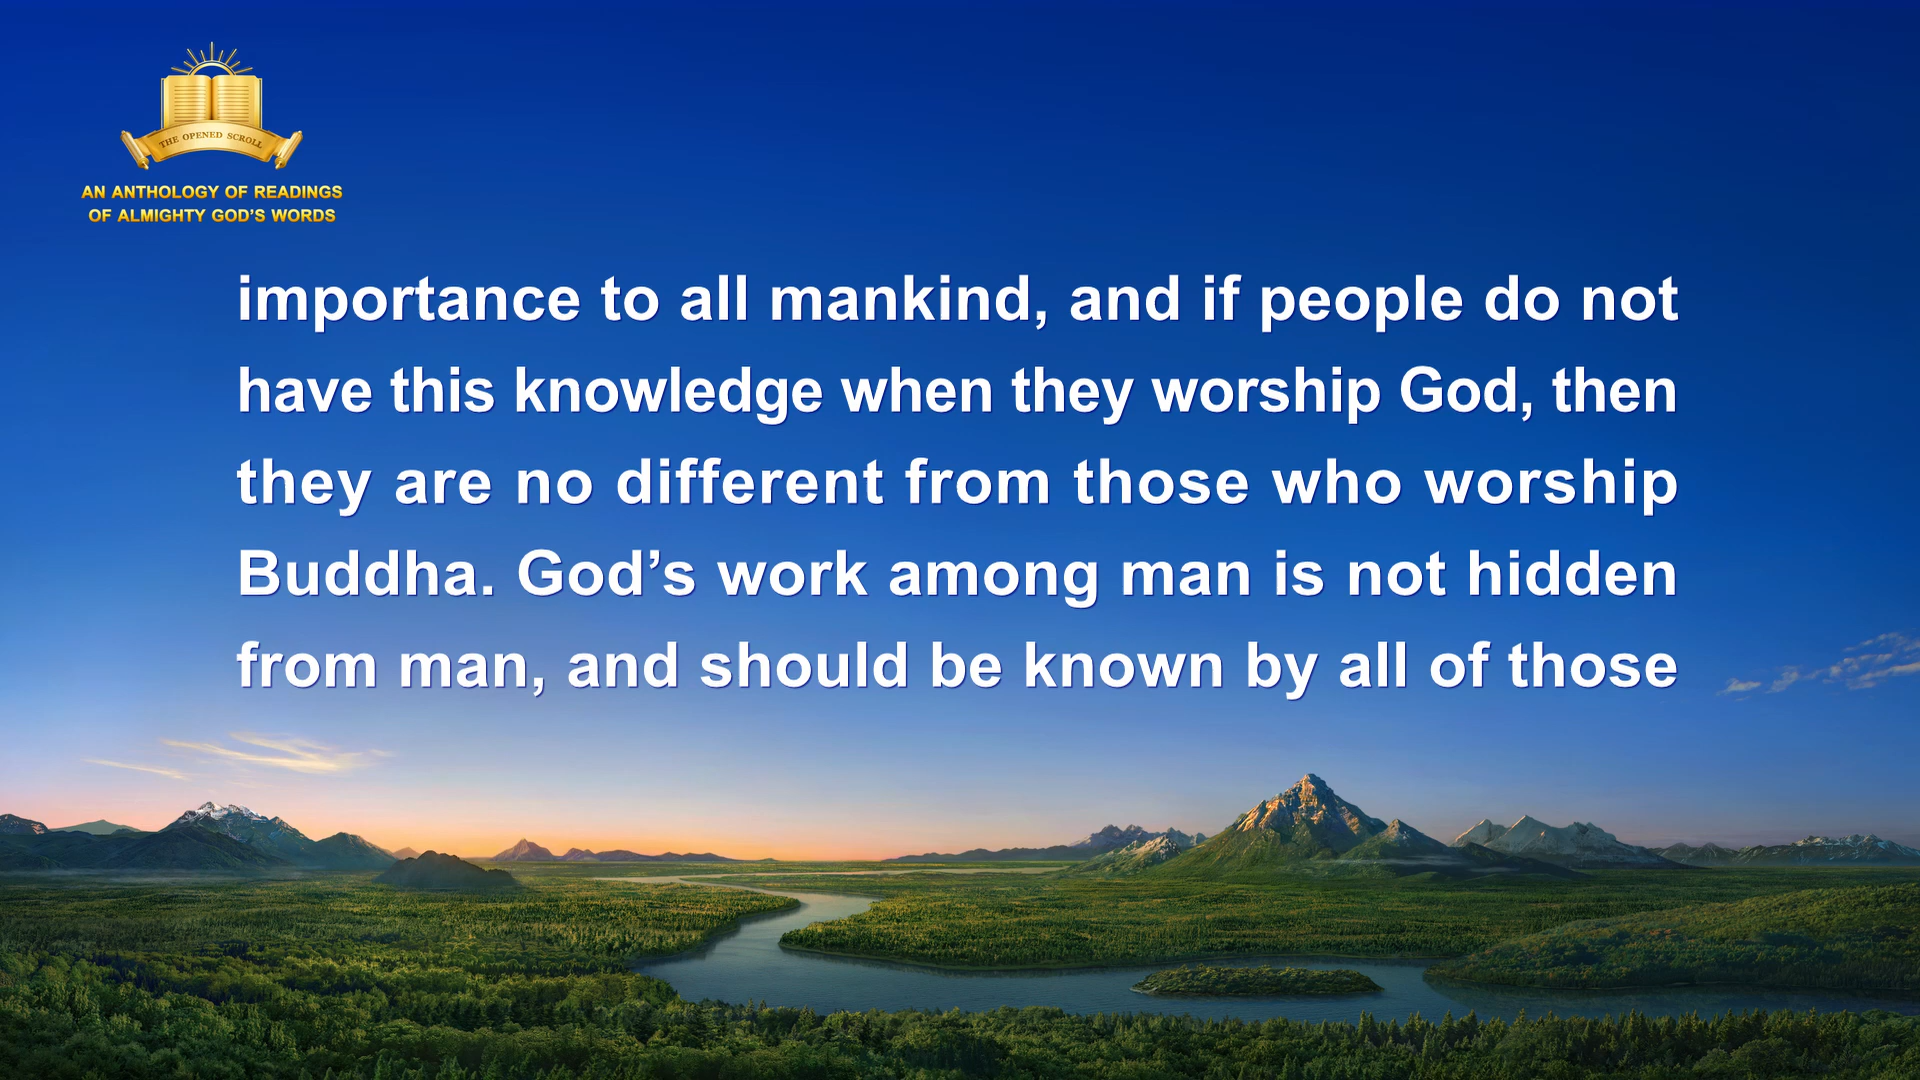 THE OPENED SCROLL
AN ANTHOLOGY OF READINGS
OF ALMIGHTY GOD’S WORDS
importance to all mankind, and if people do not
have this knowledge when they worship God, then
they are no different from those who worship
Buddha. God’s work among man is not hidden
from man, and should be known by all of those